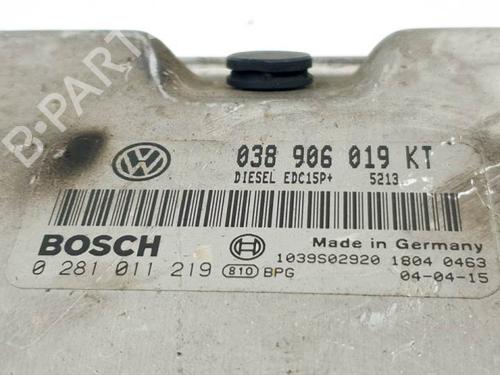 B-PARTS
038 906 019 KT
DIESEL EDC15P+ 5213
BOSCH
Made in Germany
0 281 011 219 810 BPG
1039S02920 1804 0463
04-04-15